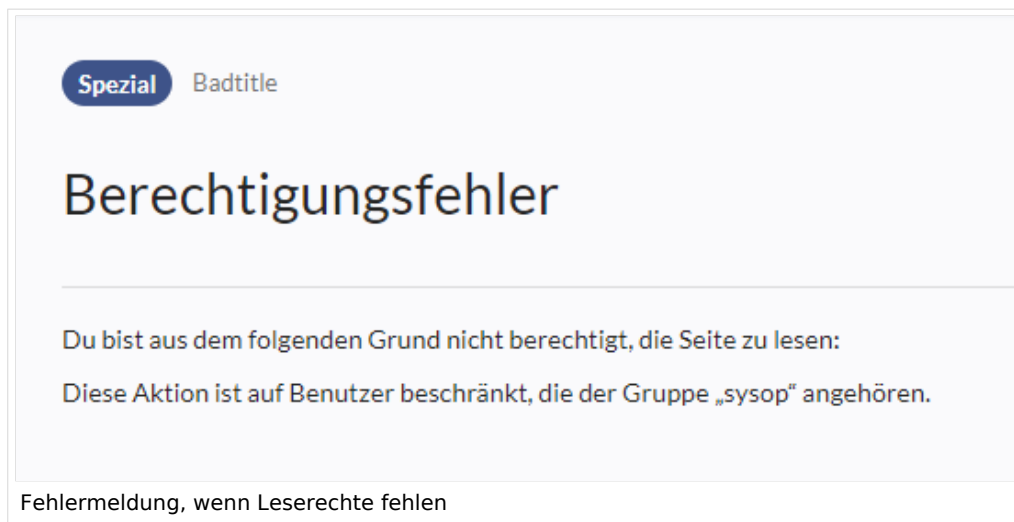 Spezial Badtitle
Berechtigungsfehler
Du bist aus dem folgenden Grund nicht berechtigt, die Seite zu lesen:
Diese Aktion ist auf Benutzer beschränkt, die der Gruppe „sysop“ angehören.
Fehlermeldung, wenn Leserechte fehlen